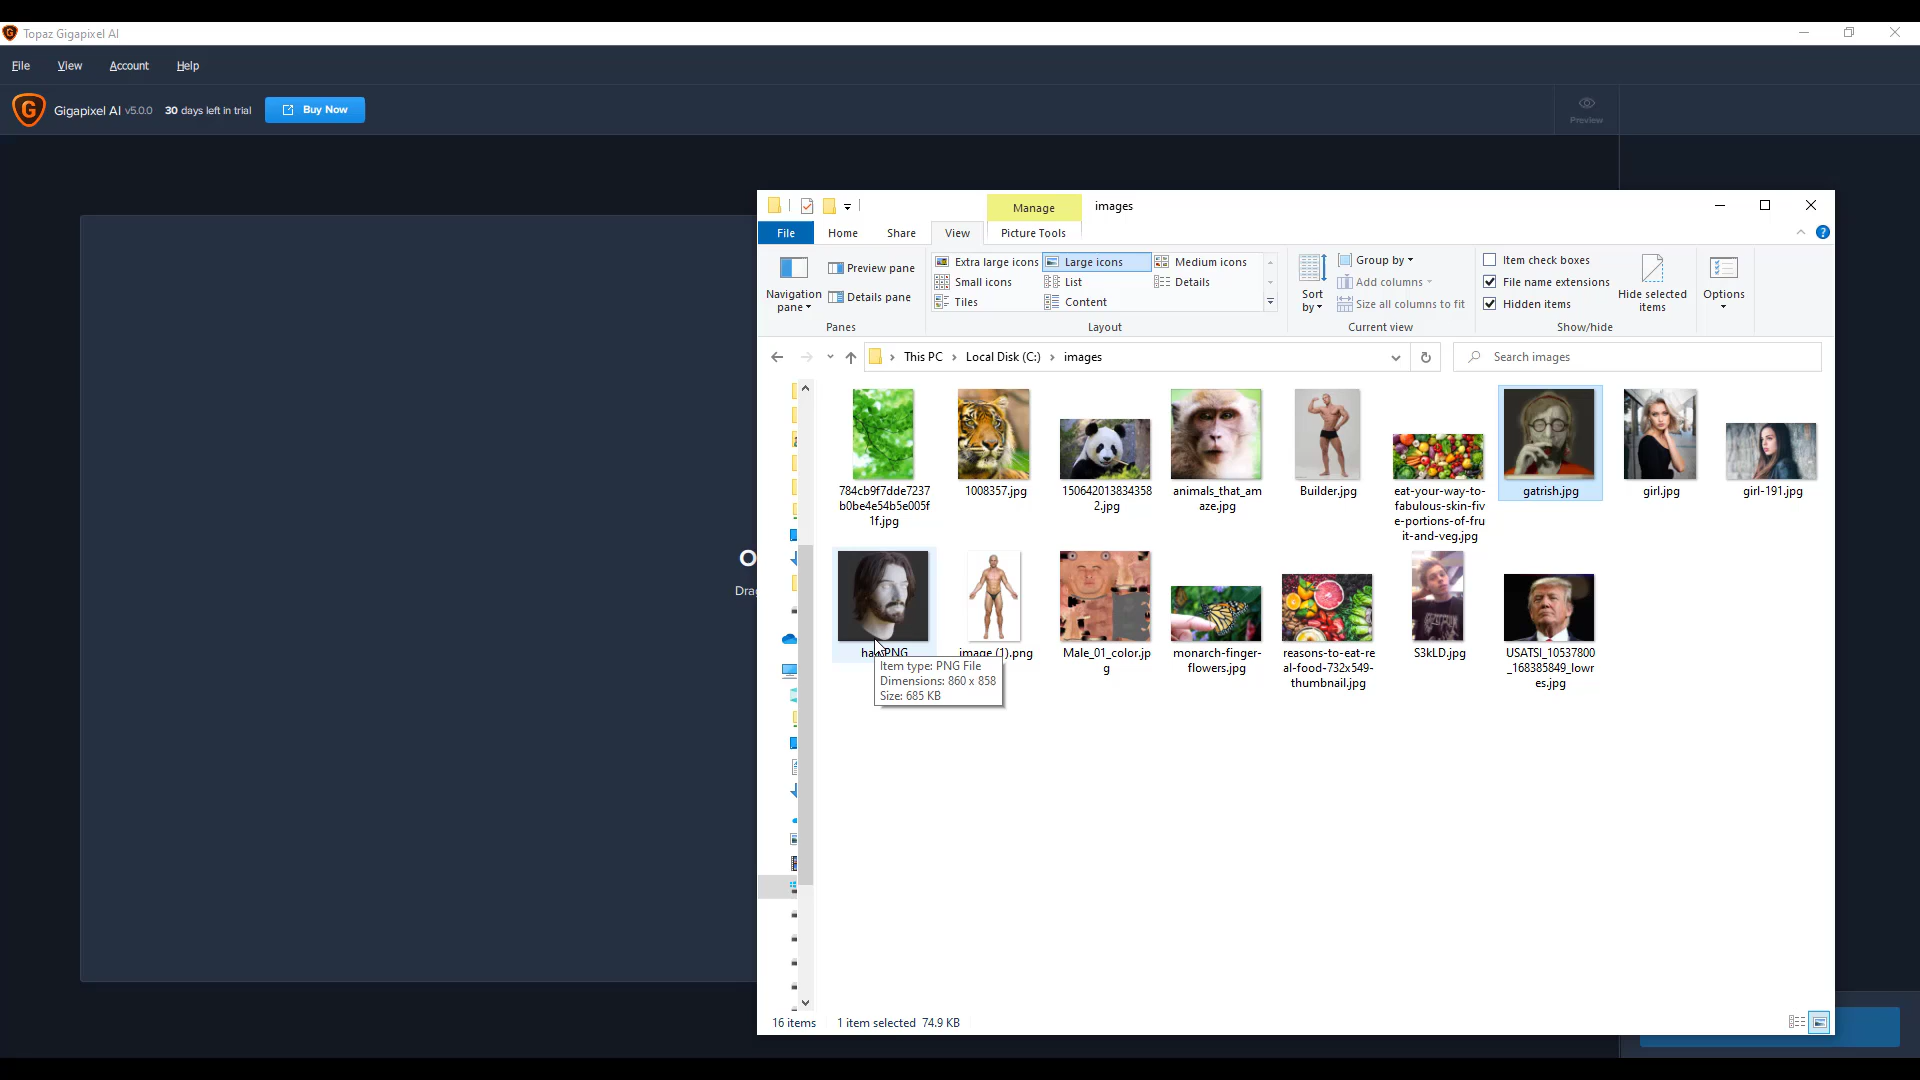 Topaz Gigapixel AI
File View Account Help
Gigapixel AI v5.0.0 30 days left in trial Buy Now
Preview
Manage images
File Home Share View Picture Tools
Navigation pane
Preview pane
Details pane
Panes
Extra large icons Large icons Medium icons
Small icons List Details
Tiles Content
Layout
Sort by
Group by
Add columns
Size all columns to fit
Current view
Item check boxes
File name extensions
Hidden items
Hide selected items
Show/hide
Options
This PC Local Disk (C:) images
Search images
784cb9f7dde7237
b0be4e54b5e005f
1f.jpg
1008357.jpg
150642013834358
2.jpg
animals_that_am
aze.jpg
Builder.jpg
eat-your-way-to-
fabulous-skin-fiv
e-portions-of-fru
it-and-veg.jpg
gatrish.jpg
girl.jpg
girl-191.jpg
image (1).png
Male_01_color.jp
g
monarch-finger-
flowers.jpg
reasons-to-eat-re
al-food-732x549-
thumbnail.jpg
S3kLD.jpg
USATSI_10537800
_168385849_lowr
es.jpg
Item type: PNG File
Dimensions: 860 x 858
Size: 685 KB
16 items 1 item selected 74.9 KB